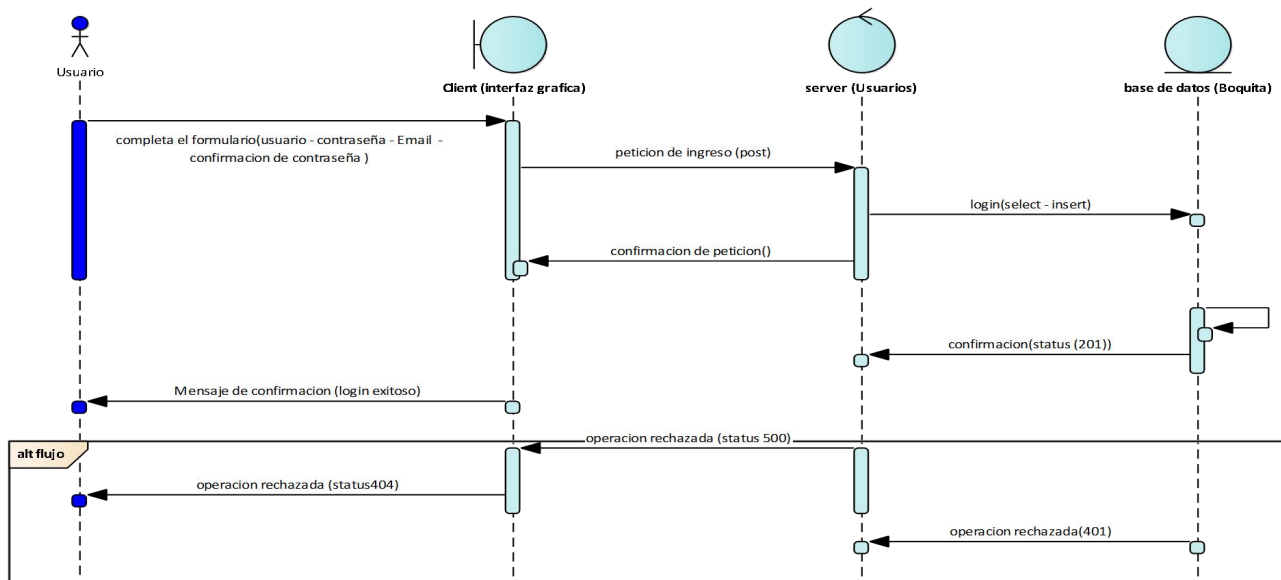 Usuario
Client (interfaz grafica)
server (Usuarios)
base de datos (Boquita)
completa el formulario(usuario - contraseña - Email -
confirmacion de contraseña )
peticion de ingreso (post)
login(select - insert)
confirmacion de peticion()
confirmacion(status (201))
Mensaje de confirmacion (login exitoso)
alt flujo
operacion rechazada (status 500)
operacion rechazada (status404)
operacion rechazada(401)